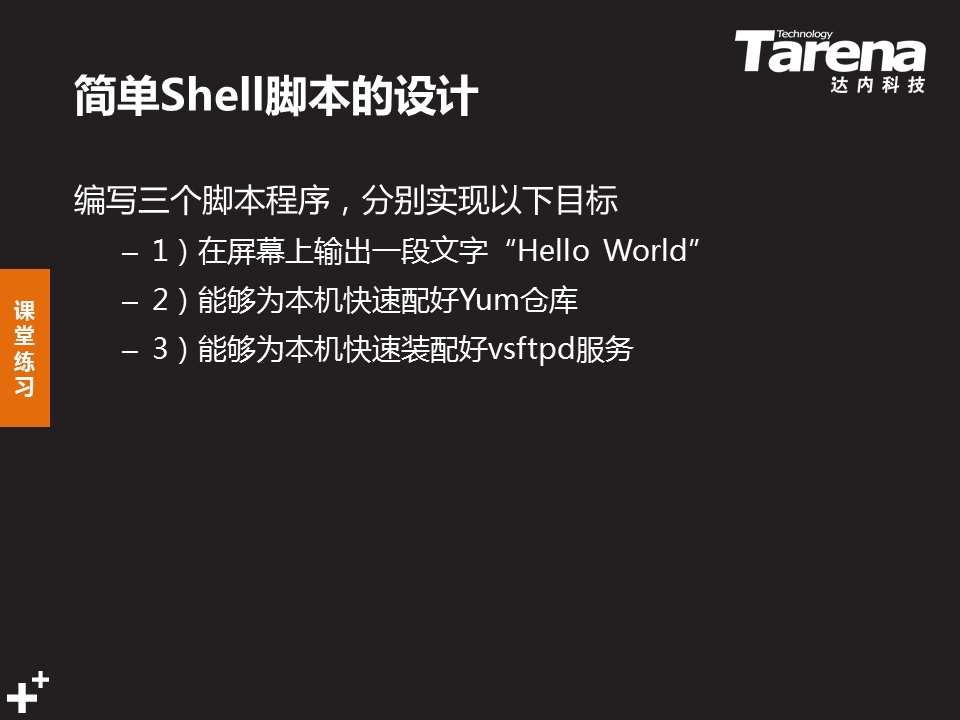 Technology
Tarena
达内科技
简单Shell脚本的设计
编写三个脚本程序，分别实现以下目标
– 1）在屏幕上输出一段文字“Hello World”
– 2）能够为本机快速配好Yum仓库
– 3）能够为本机快速装配好vsftpd服务
课
堂
练
习